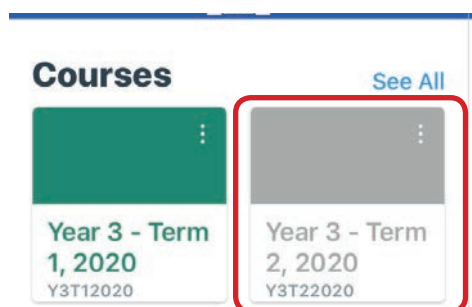 Courses
See All
Year 3 - Term
1, 2020
Y3T12020
Year 3 - Term
2, 2020
Y3T22020